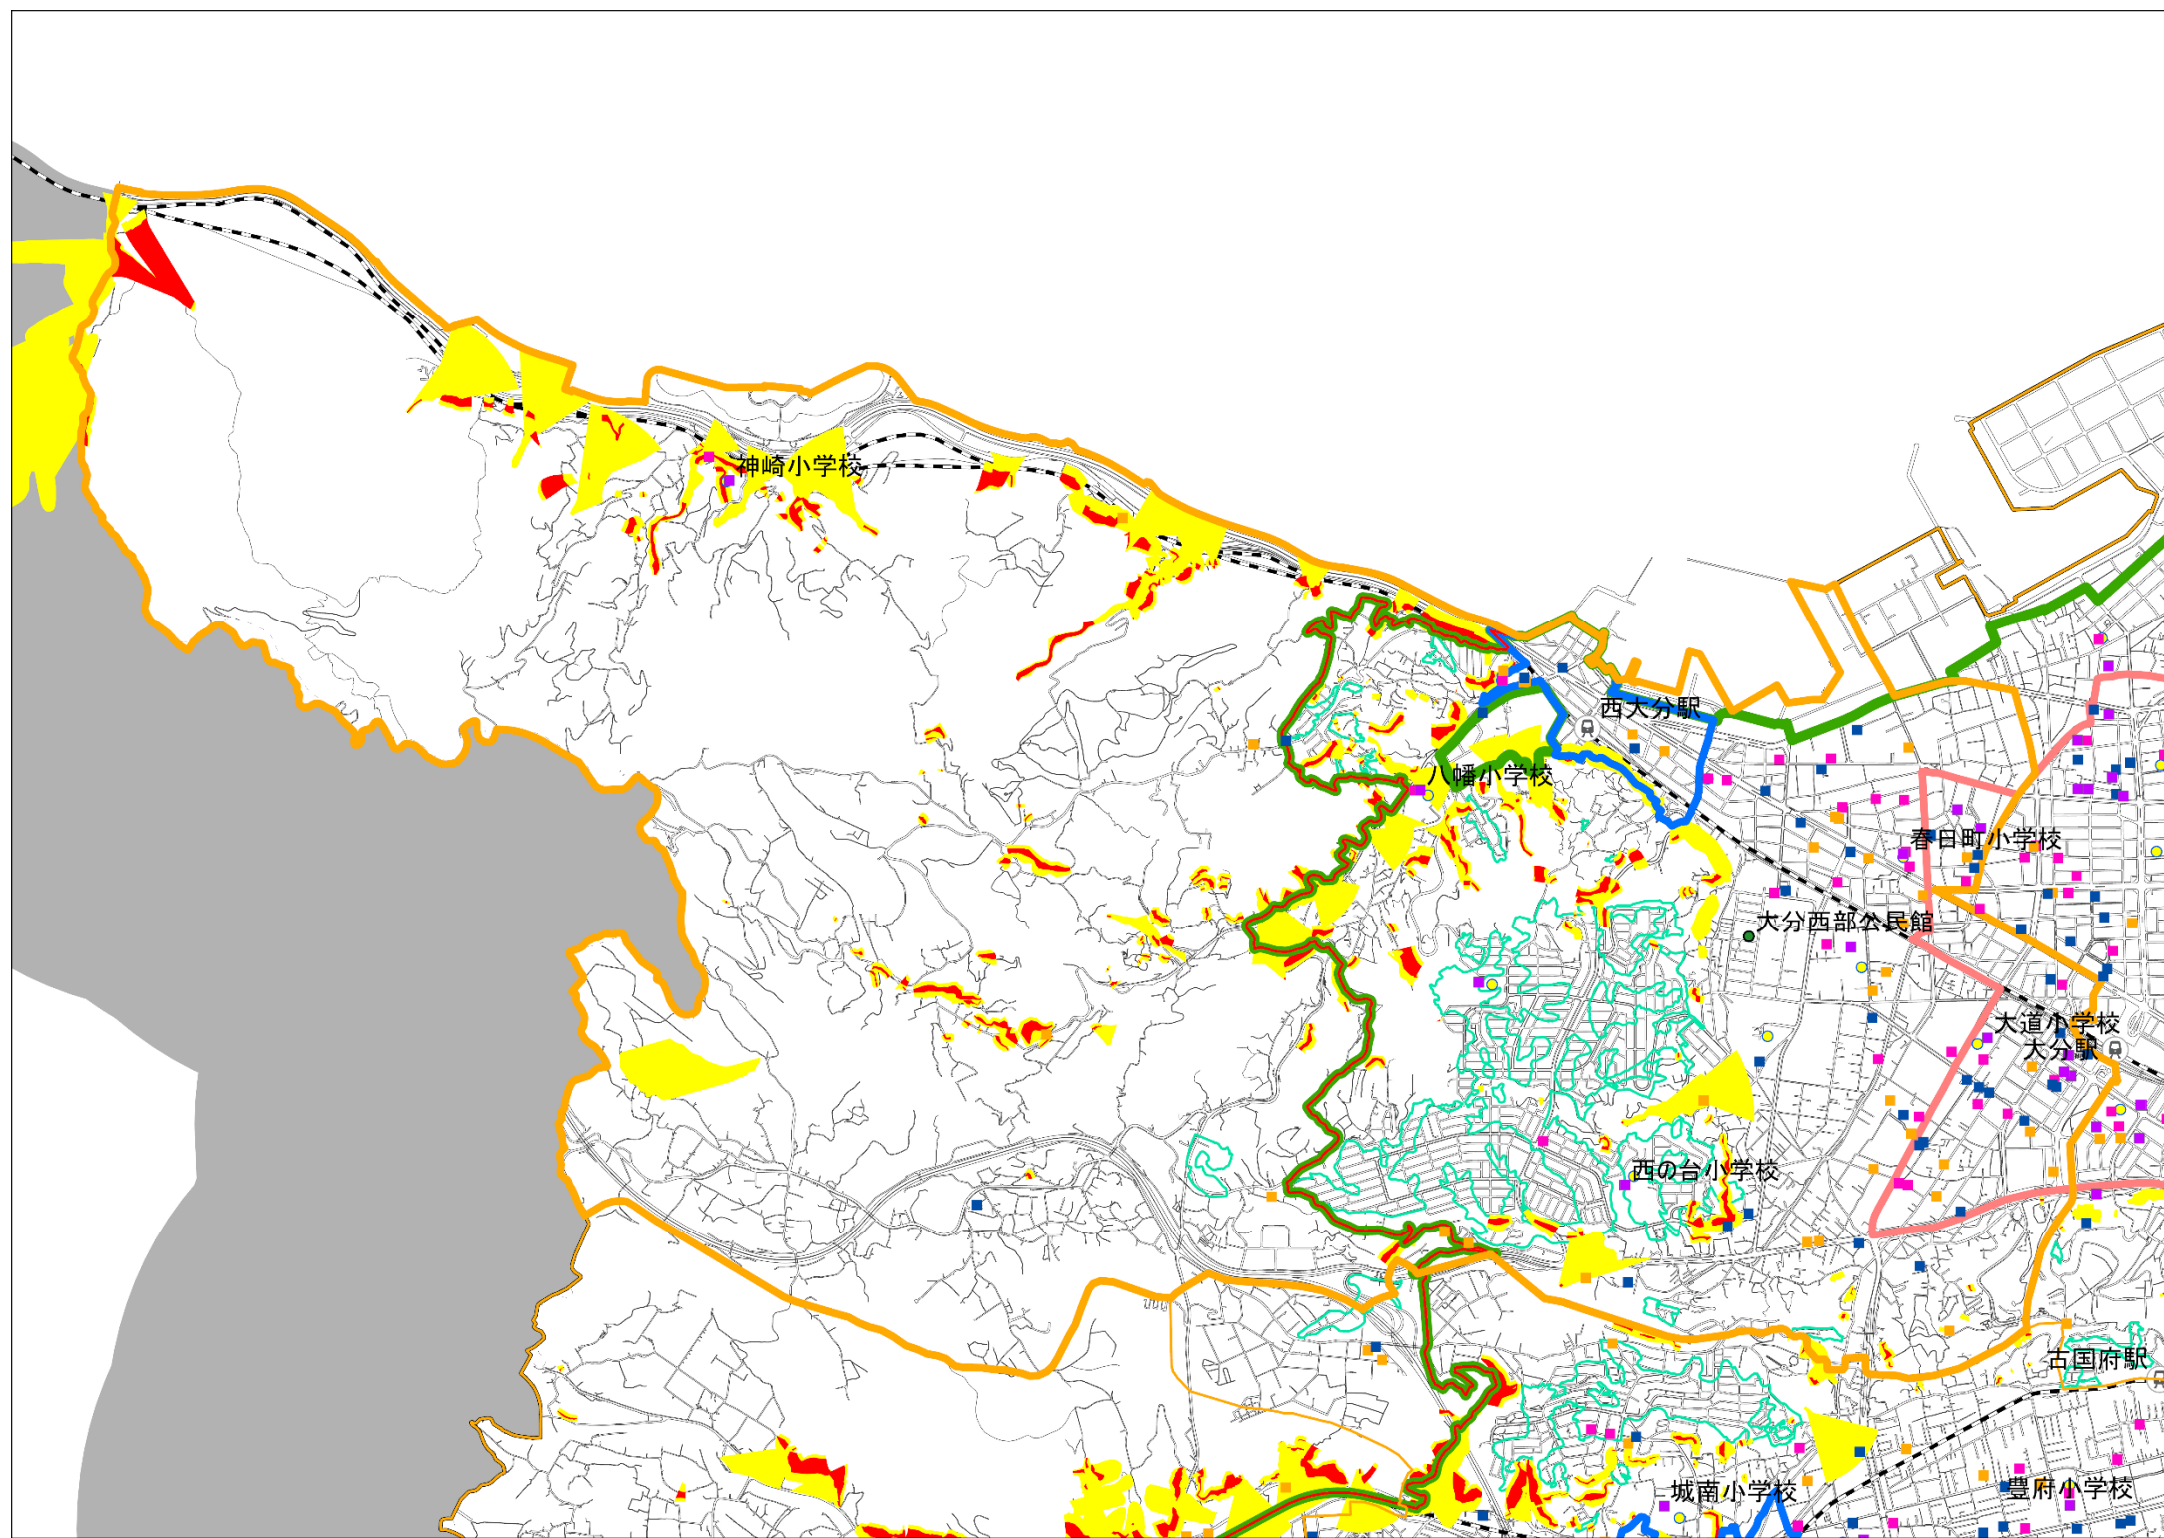 神崎小学校
西大分駅
八幡小学校
春日町小学校
大分西部公民館
大道小学校
大分駅
西の台小学校
古国府駅
城南小学校
豊府小学校